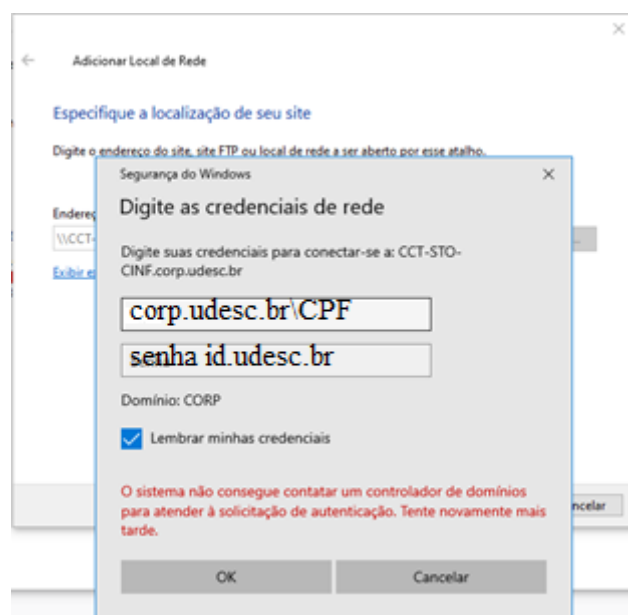 Adicionar Local de Rede
Especifique a localização de seu site
Digite o endereço do site, site FTP ou local de rede a ser aberto por esse atalho.
Segurança do Windows
Digite as credenciais de rede
Endereç
\\CCT-
...
Digite suas credenciais para conectar-se a: CCT-STO-
CINF.corp.udesc.br
Exibir e
corp.udesc.br\CPF
senha id.udesc.br
Domínio: CORP
Lembrar minhas credenciais
O sistema não consegue contatar um controlador de domínios
para atender à solicitação de autenticação. Tente novamente mais
tarde.
ncelar
OK
Cancelar